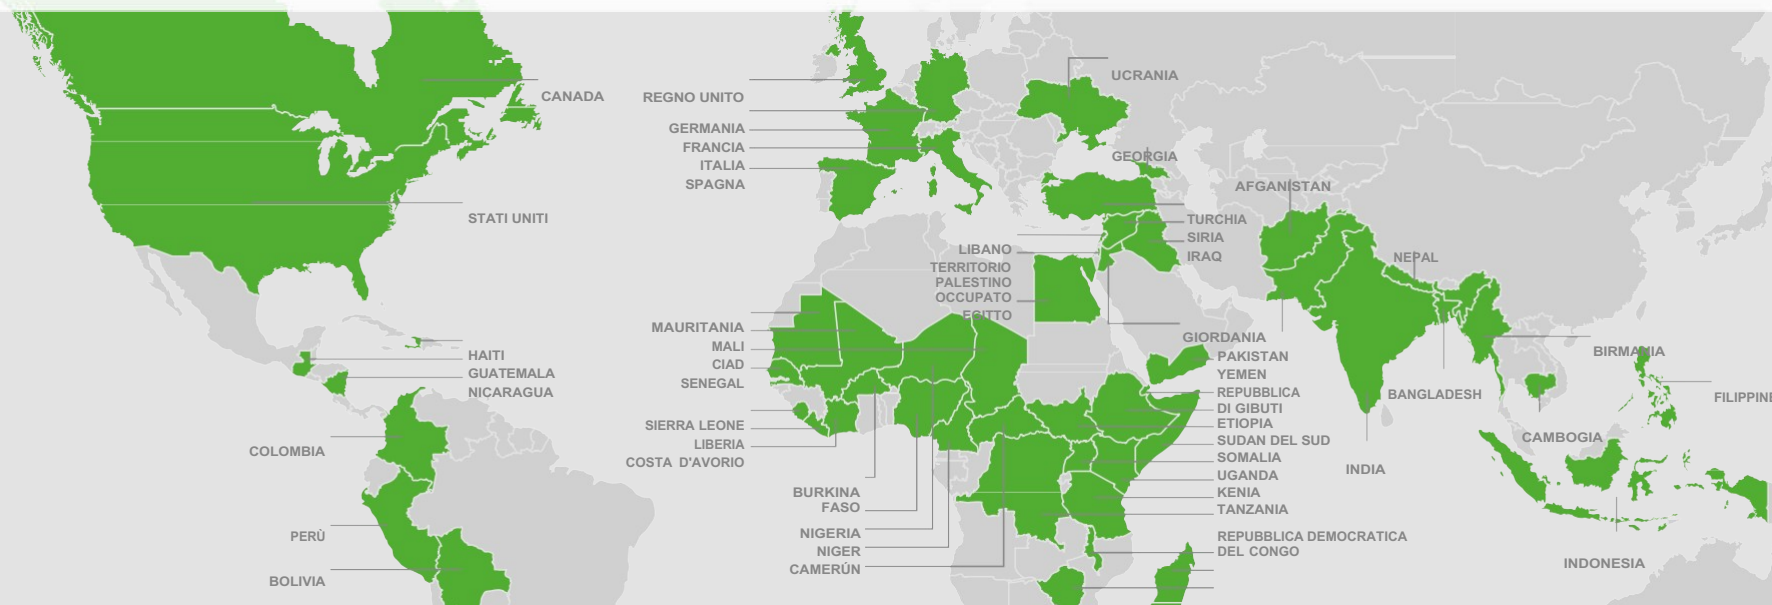 CANADA
STATI UNITI
HAITI
GUATEMALA
NICARAGUA
COLOMBIA
PERÙ
BOLIVIA
REGNO UNITO
GERMANIA
FRANCIA
ITALIA
SPAGNA
UCRANIA
GEORGIA
TURCHIA
SIRIA
IRAQ
LIBANO
TERRITORIO
PALESTINO
OCCUPATO
EGITTO
MAURITANIA
MALI
CIAD
SENEGAL
SIERRA LEONE
LIBERIA
COSTA D'AVORIO
BURKINA
FASO
NIGERIA
NIGER
CAMERÚN
GIORDANIA
PAKISTAN
YEMEN
REPUBBLICA
DI GIBUTI
ETIOPIA
SUDAN DEL SUD
SOMALIA
UGANDA
KENIA
TANZANIA
REPUBBLICA DEMOCRATICA
DEL CONGO
AFGANISTAN
NEPAL
BANGLADESH
INDIA
BIRMANIA
CAMBOGIA
FILIPPINE
INDONESIA